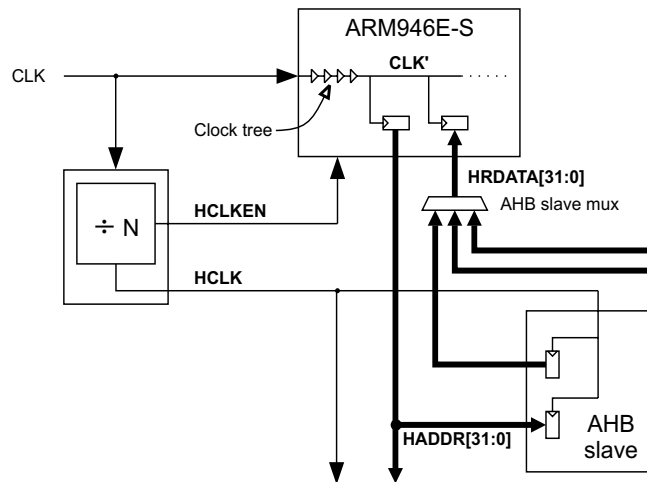 ARM946E-S
CLK
CLK'
Clock tree
HRDATA[31:0]
AHB slave mux
÷ N
HCLKEN
HCLK
HADDR[31:0]
AHB
slave